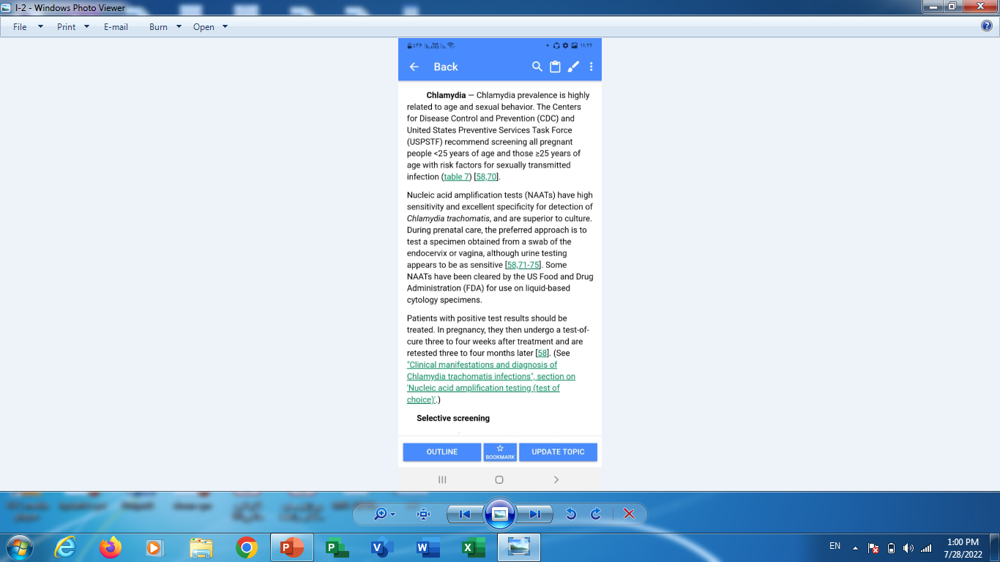 I-2 - Windows Photo Viewer
File Print E-mail Burn Open
Back
Chlamydia — Chlamydia prevalence is highly
related to age and sexual behavior. The Centers
for Disease Control and Prevention (CDC) and
United States Preventive Services Task Force
(USPSTF) recommend screening all pregnant
people <25 years of age and those ≥25 years of
age with risk factors for sexually transmitted
infection (table 7) [58,70].
Nucleic acid amplification tests (NAATs) have high
sensitivity and excellent specificity for detection of
Chlamydia trachomatis, and are superior to culture.
During prenatal care, the preferred approach is to
test a specimen obtained from a swab of the
endocervix or vagina, although urine testing
appears to be as sensitive [58,71-75]. Some
NAATs have been cleared by the US Food and Drug
Administration (FDA) for use on liquid-based
cytology specimens.
Patients with positive test results should be
treated. In pregnancy, they then undergo a test-of-
cure three to four weeks after treatment and are
retested three to four months later [58]. (See
"Clinical manifestations and diagnosis of
Chlamydia trachomatis infections", section on
'Nucleic acid amplification testing (test of
choice)'.)
Selective screening
OUTLINE BOOKMARK UPDATE TOPIC
EN
1:00 PM
7/28/2022